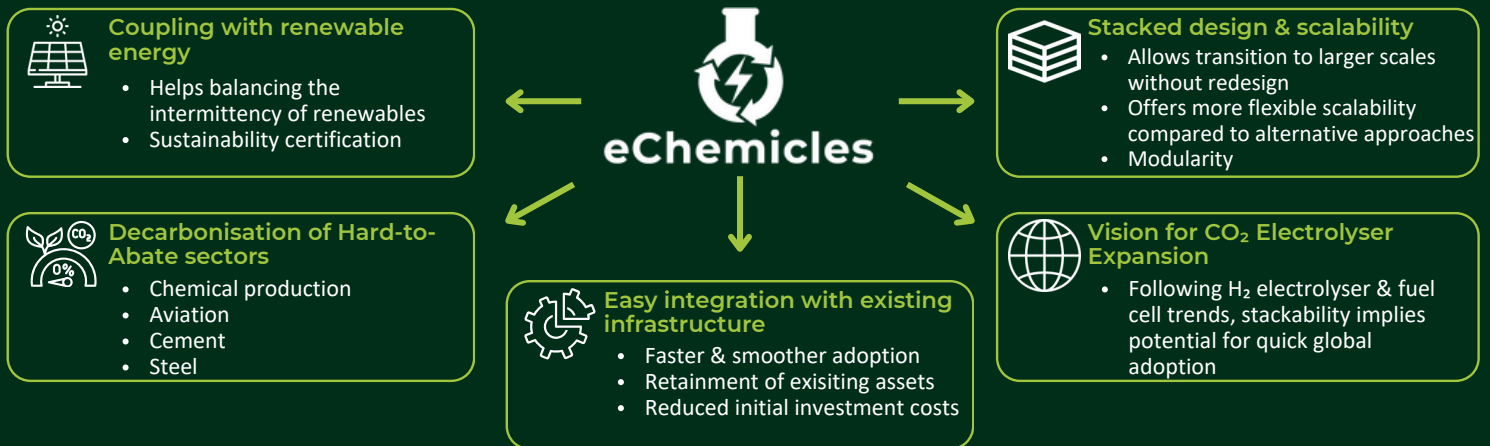 Coupling with renewable
energy
• Helps balancing the
intermittency of renewables
• Sustainability certification
eChemicles
Stacked design & scalability
• Allows transition to larger scales
without redesign
• Offers more flexible scalability
compared to alternative approaches
• Modularity
CO₂
0%
Decarbonisation of Hard-to-
Abate sectors
• Chemical production
• Aviation
• Cement
• Steel
Easy integration with existing
infrastructure
• Faster & smoother adoption
• Retainment of exisiting assets
• Reduced initial investment costs
Vision for CO₂ Electrolyser
Expansion
• Following H₂ electrolyser & fuel
cell trends, stackability implies
potential for quick global
adoption